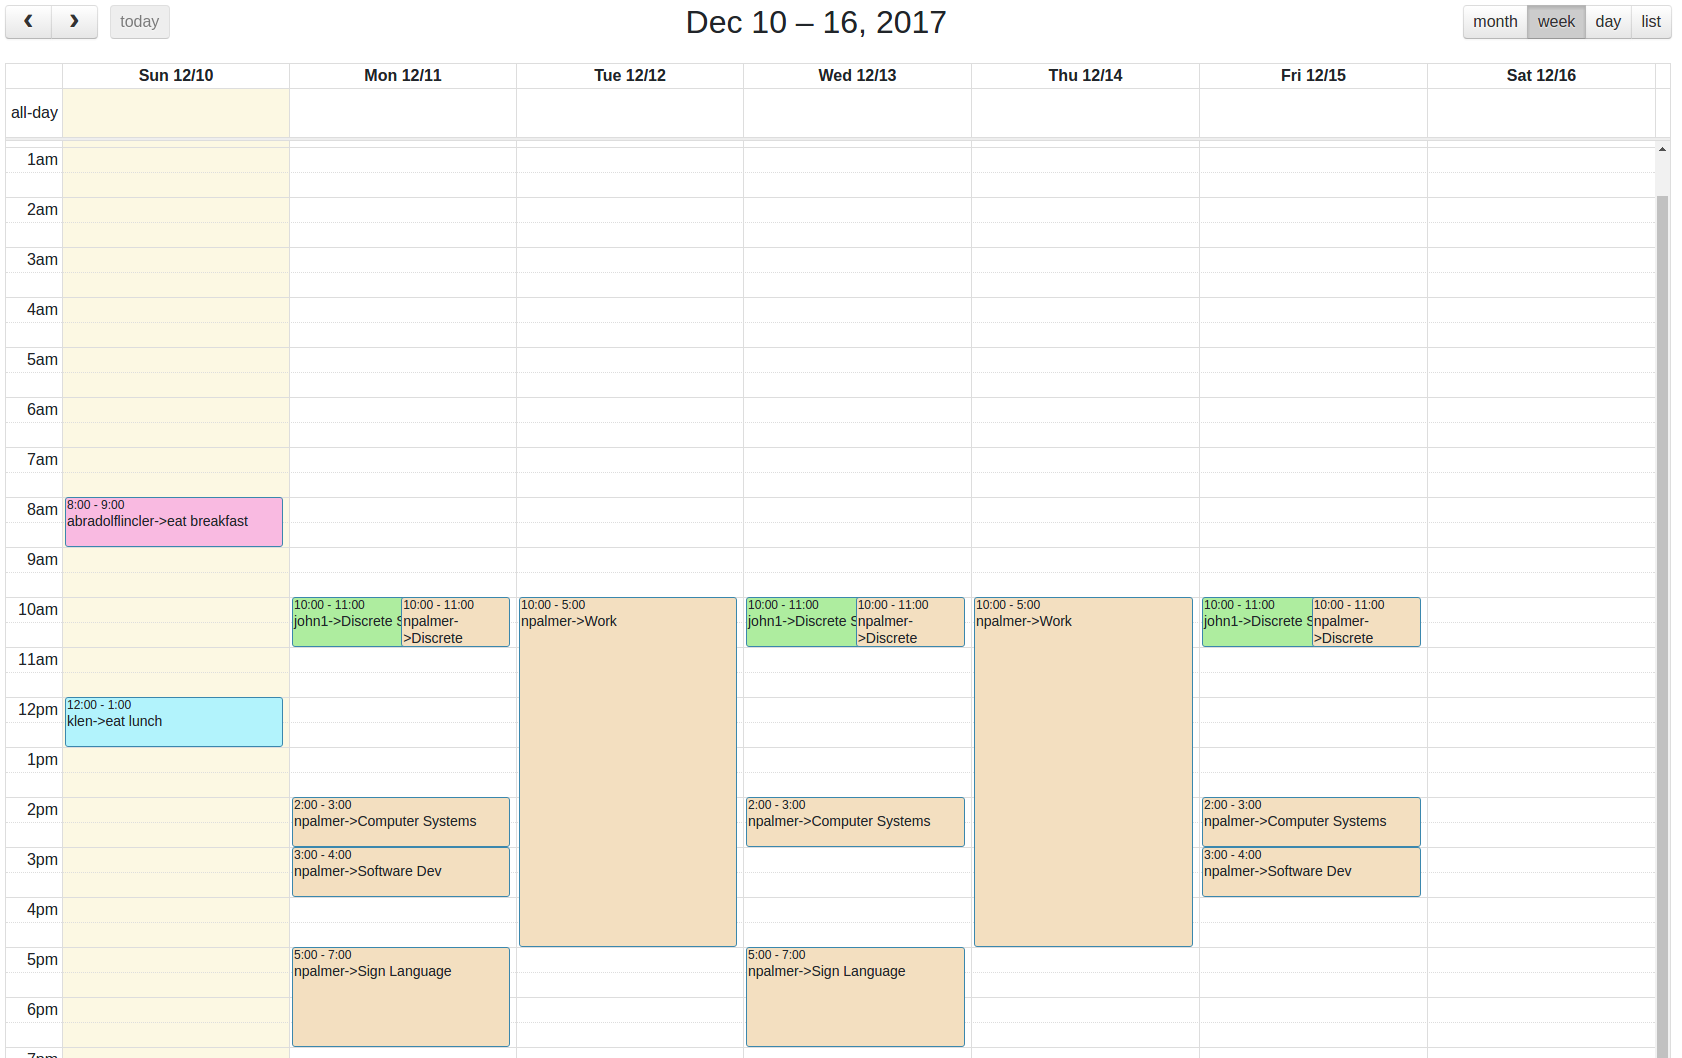 today
Dec 10 – 16, 2017
month week day list
Sun 12/10 Mon 12/11 Tue 12/12 Wed 12/13 Thu 12/14 Fri 12/15 Sat 12/16
all-day
1am
2am
3am
4am
5am
6am
7am
8am
8:00 - 9:00
abradolflincler->eat breakfast
9am
10am
10:00 - 11:00
john1->Discrete S
10:00 - 11:00
npalmer-
>Discrete
10:00 - 5:00
npalmer->Work
10:00 - 11:00
john1->Discrete S
10:00 - 11:00
npalmer-
>Discrete
10:00 - 5:00
npalmer->Work
10:00 - 11:00
john1->Discrete S
10:00 - 11:00
npalmer-
>Discrete
11am
12pm
12:00 - 1:00
klen->eat lunch
1pm
2pm
2:00 - 3:00
npalmer->Computer Systems
2:00 - 3:00
npalmer->Computer Systems
2:00 - 3:00
npalmer->Computer Systems
3pm
3:00 - 4:00
npalmer->Software Dev
3:00 - 4:00
npalmer->Software Dev
4pm
5pm
5:00 - 7:00
npalmer->Sign Language
5:00 - 7:00
npalmer->Sign Language
6pm
7pm